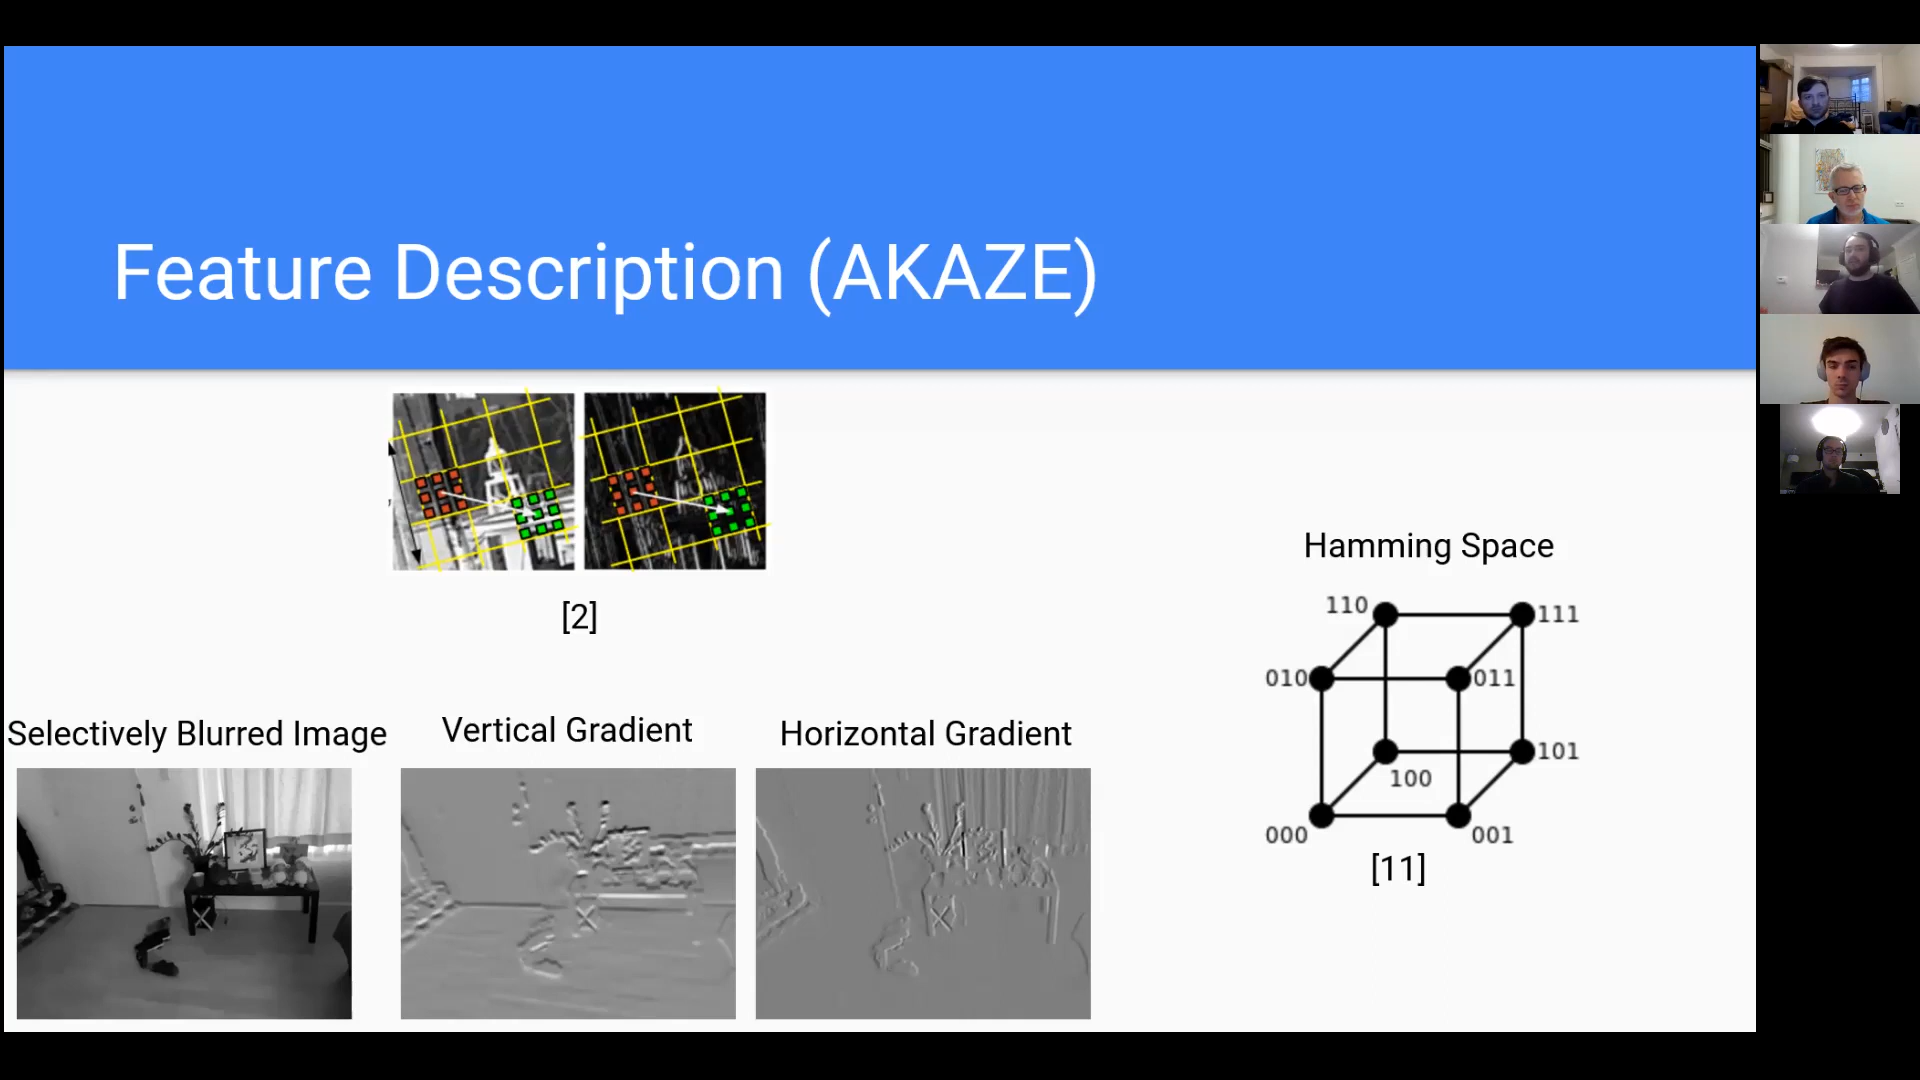 Feature Description (AKAZE)
[2]
Hamming Space
110
111
010
011
101
100
000
001
[11]
Selectively Blurred Image
Vertical Gradient
Horizontal Gradient